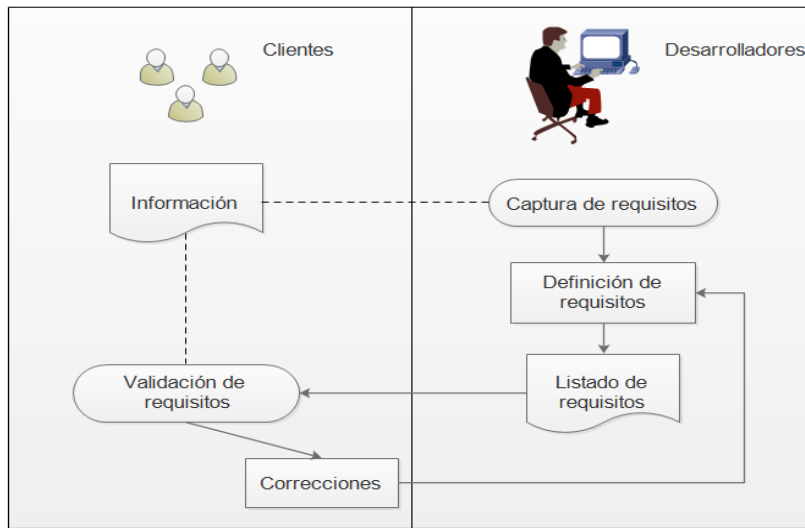 Clientes
Desarrolladores
Información
Captura de requisitos
Definición de
requisitos
Validación de
requisitos
Listado de
requisitos
Correcciones